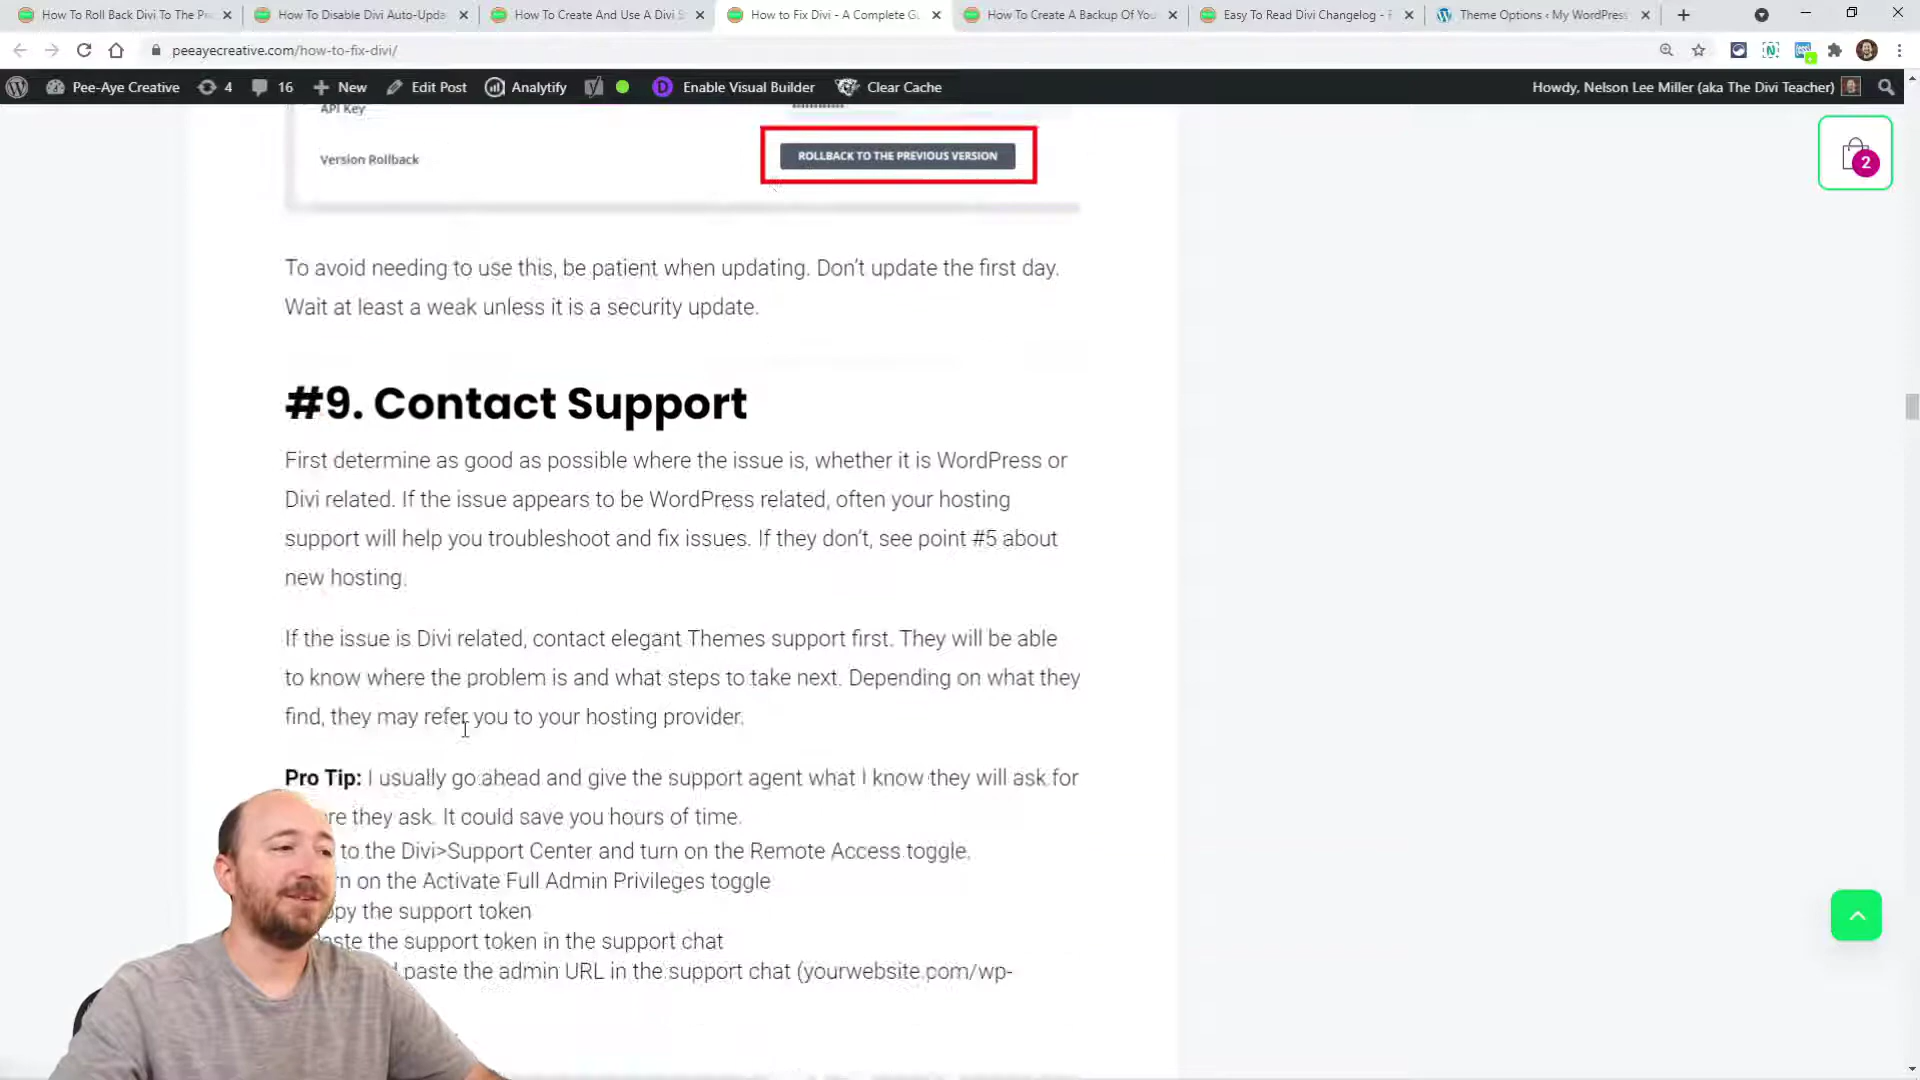 How To Roll Back Divi To The Pr
How To Disable Divi Auto-Upda
How To Create And Use A Divi S
How to Fix Divi - A Complete Gu
How To Create A Backup Of You
Easy To Read Divi Changelog - F
Theme Options ‹ My WordPress
peeayecreative.com/how-to-fix-divi/
Pee-Aye Creative 4 16 New Edit Post Analytify Enable Visual Builder Clear Cache Howdy, Nelson Lee Miller (aka The Divi Teacher)
API Key
Version Rollback
ROLLBACK TO THE PREVIOUS VERSION
2
To avoid needing to use this, be patient when updating. Don’t update the first day.
Wait at least a weak unless it is a security update.
#9. Contact Support
First determine as good as possible where the issue is, whether it is WordPress or
Divi related. If the issue appears to be WordPress related, often your hosting
support will help you troubleshoot and fix issues. If they don’t, see point #5 about
new hosting.
If the issue is Divi related, contact elegant Themes support first. They will be able
to know where the problem is and what steps to take next. Depending on what they
find, they may refer you to your hosting provider.
Pro Tip: I usually go ahead and give the support agent what I know they will ask for
they ask. It could save you hours of time.
to the Divi>Support Center and turn on the Remote Access toggle.
on the Activate Full Admin Privileges toggle
the support token
the support token in the support chat
paste the admin URL in the support chat (yourwebsite.com/wp-